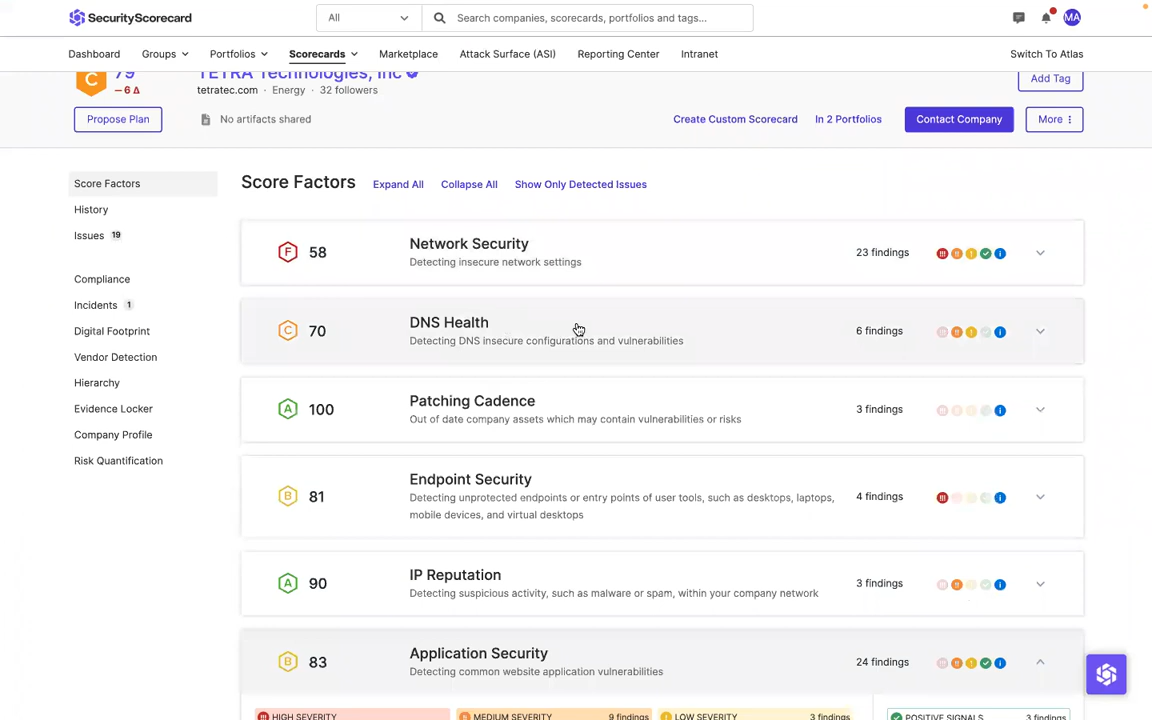 SecurityScorecard
All
Search companies, scorecards, portfolios and tags...
MA
Dashboard
Groups
Portfolios
Scorecards
Marketplace
Attack Surface (ASI)
Reporting Center
Intranet
Switch To Atlas
C
79
TETRA Technologies, Inc
– 6 Δ
tetratec.com · Energy · 32 followers
Add Tag
Propose Plan
No artifacts shared
Create Custom Scorecard
In 2 Portfolios
Contact Company
More
Score Factors
History
Issues 19
Compliance
Incidents 1
Digital Footprint
Vendor Detection
Hierarchy
Evidence Locker
Company Profile
Risk Quantification
Score Factors
Expand All
Collapse All
Show Only Detected Issues
F 58
Network Security
Detecting insecure network settings
23 findings
C 70
DNS Health
Detecting DNS insecure configurations and vulnerabilities
6 findings
A 100
Patching Cadence
Out of date company assets which may contain vulnerabilities or risks
3 findings
B 81
Endpoint Security
Detecting unprotected endpoints or entry points of user tools, such as desktops, laptops,
mobile devices, and virtual desktops
4 findings
A 90
IP Reputation
Detecting suspicious activity, such as malware or spam, within your company network
3 findings
B 83
Application Security
Detecting common website application vulnerabilities
24 findings
HIGH SEVERITY
MEDIUM SEVERITY 9 findings
LOW SEVERITY 3 findings
POSITIVE SIGNALS 3 findings